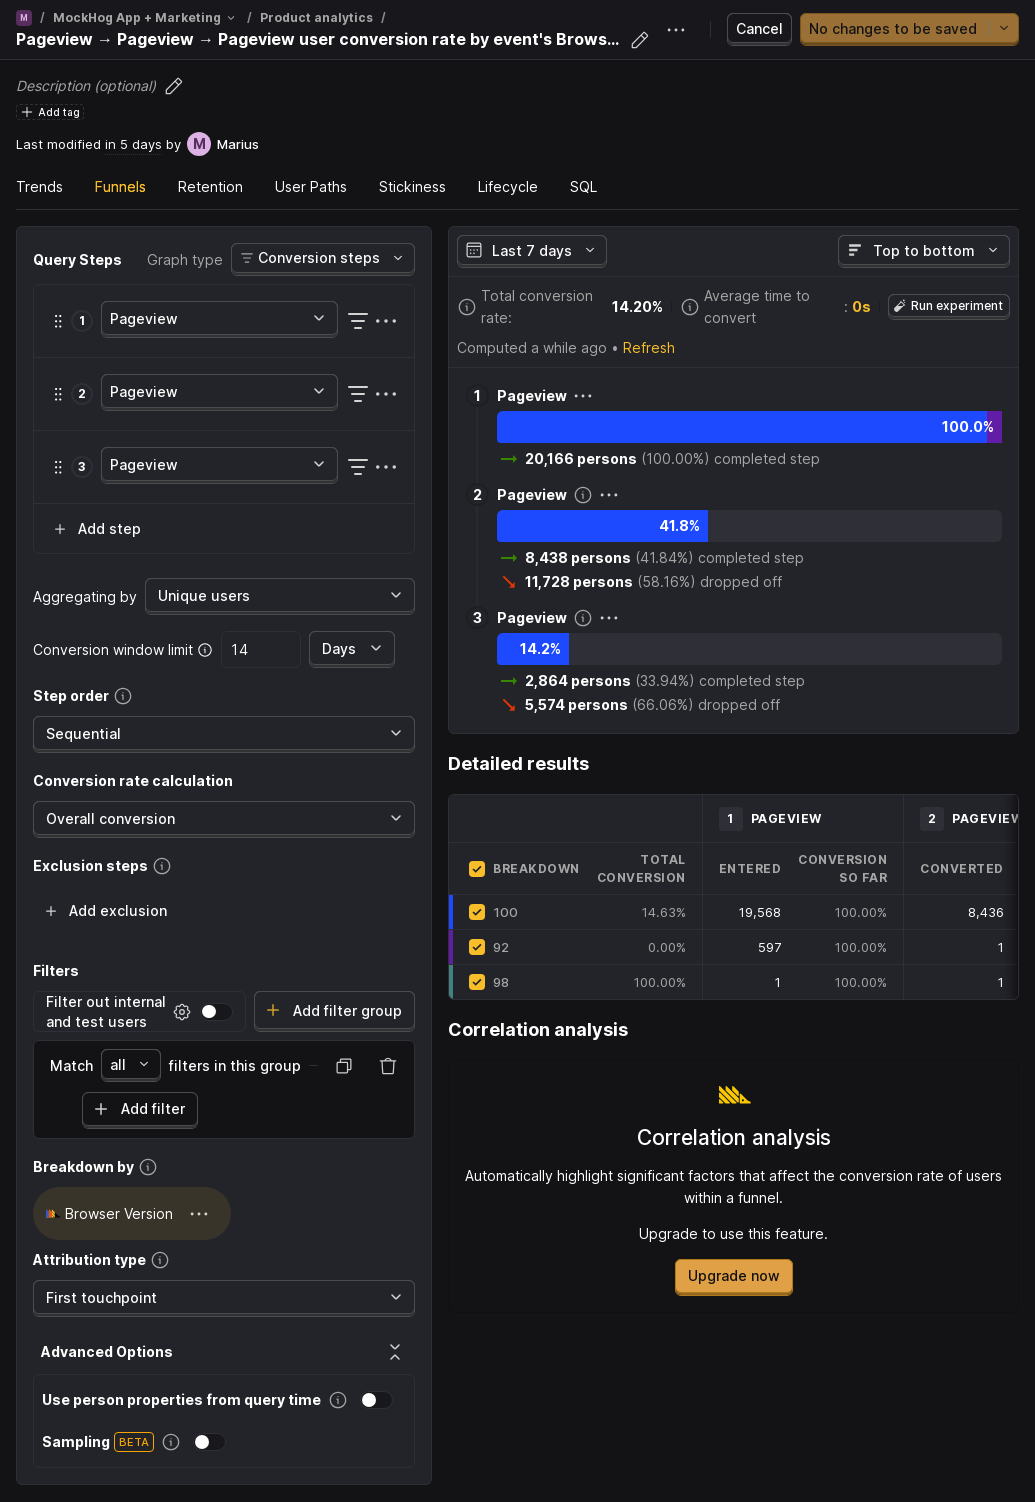 M / MockHog App + Marketing / Product analytics /
Pageview → Pageview → Pageview user conversion rate by event's Brows...
Cancel
No changes to be saved
Description (optional)
Add tag
Last modified in 5 days by M Marius
Trends Funnels Retention User Paths Stickiness Lifecycle SQL
Query Steps Graph type Conversion steps
1 Pageview
2 Pageview
3 Pageview
Add step
Aggregating by Unique users
Conversion window limit 14 Days
Step order
Sequential
Conversion rate calculation
Overall conversion
Exclusion steps
Add exclusion
Filters
Filter out internal
and test users
Add filter group
Match all filters in this group
Add filter
Breakdown by
Browser Version
Attribution type
First touchpoint
Advanced Options
Use person properties from query time
Sampling BETA
Last 7 days Top to bottom
Total conversion
rate:
14.20%
Average time to
convert
: 0s
Run experiment
Computed a while ago • Refresh
1 Pageview
100.0%
20,166 persons (100.00%) completed step
2 Pageview
41.8%
8,438 persons (41.84%) completed step
11,728 persons (58.16%) dropped off
3 Pageview
14.2%
2,864 persons (33.94%) completed step
5,574 persons (66.06%) dropped off
Detailed results
1 PAGEVIEW 2 PAGEVIEW
BREAKDOWN
TOTAL
CONVERSION
ENTERED
CONVERSION
SO FAR
CONVERTED
100 14.63% 19,568 100.00% 8,436
92 0.00% 597 100.00% 1
98 100.00% 1 100.00% 1
Correlation analysis
Correlation analysis
Automatically highlight significant factors that affect the conversion rate of users
within a funnel.
Upgrade to use this feature.
Upgrade now